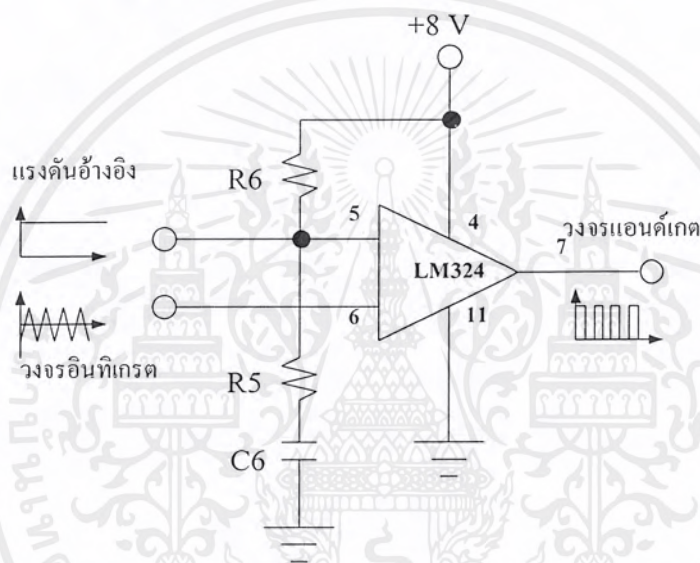 +8 V
แรงดันอ้างอิง
R6
5
4
วงจรแอนด์เกต
7
LM324
6
11
วงจรอินทิเกรต
R5
C6